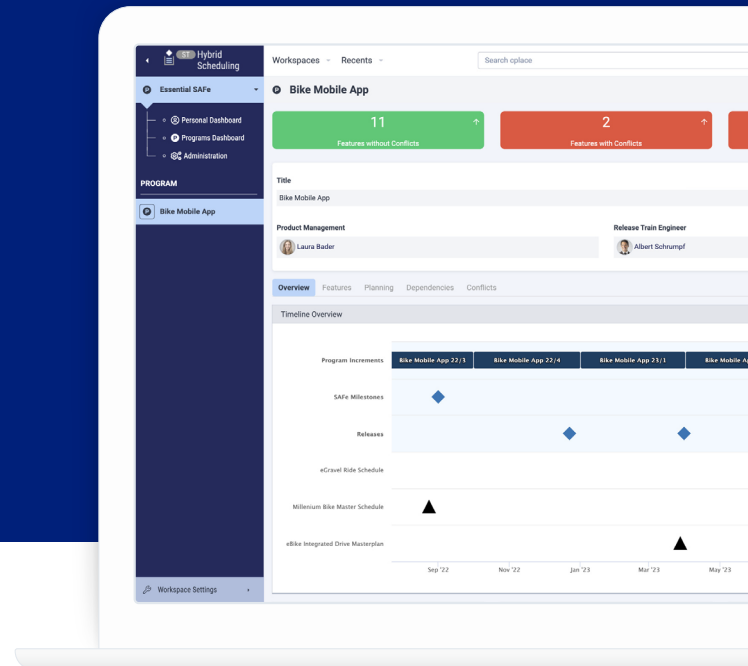 ST Hybrid
Scheduling
Workspaces Recents
Search cplace
Essential SAFe
Bike Mobile App
Personal Dashboard
Programs Dashboard
Administration
11
Features without Conflicts
2
Features with Conflicts
PROGRAM
Bike Mobile App
Title
Bike Mobile App
Product Management
Release Train Engineer
Laura Bader
Albert Schrumpf
Overview Features Planning Dependencies Conflicts
Timeline Overview
Program Increments Bike Mobile App 22/3 Bike Mobile App 22/4 Bike Mobile App 23/1 Bike Mobile
SAFe Milestones
Releases
eGravel Ride Schedule
Millenium Bike Master Schedule
eBike Integrated Drive Masterplan
Sep '22 Nov '22 Jan '23 Mar '23 May '23
Workspace Settings